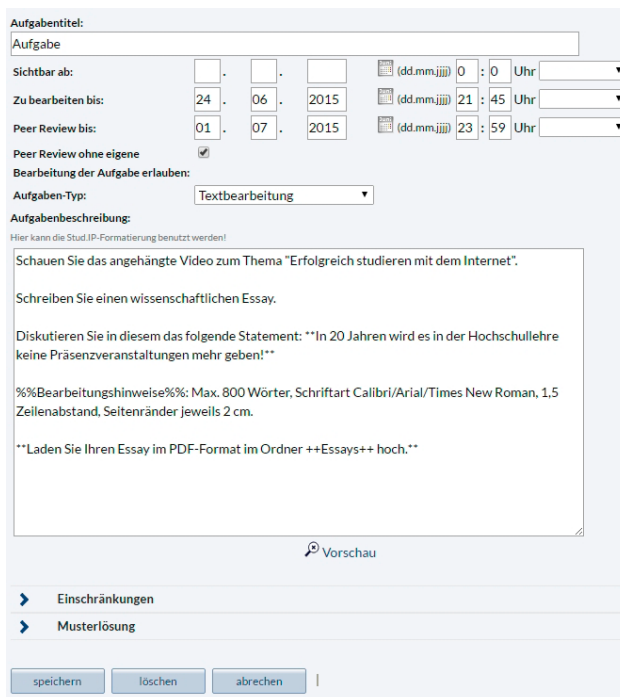 Aufgabentitel:
Aufgabe
Sichtbar ab: . . (dd.mm.jjjj) 0 : 0 Uhr
Zu bearbeiten bis: 24 . 06 . 2015 (dd.mm.jjjj) 21 : 45 Uhr
Peer Review bis: 01 . 07 . 2015 (dd.mm.jjjj) 23 : 59 Uhr
Peer Review ohne eigene
Bearbeitung der Aufgabe erlauben:
Aufgaben-Typ: Textbearbeitung
Aufgabenbeschreibung:
Hier kann die Stud.IP-Formatierung benutzt werden!
Schauen Sie das angehängte Video zum Thema "Erfolgreich studieren mit dem Internet".
Schreiben Sie einen wissenschaftlichen Essay.
Diskutieren Sie in diesem das folgende Statement: **In 20 Jahren wird es in der Hochschullehre
keine Präsenzveranstaltungen mehr geben!**
%%Bearbeitungshinweise%%: Max. 800 Wörter, Schriftart Calibri/Arial/Times New Roman, 1,5
Zeilenabstand, Seitenränder jeweils 2 cm.
**Laden Sie Ihren Essay im PDF-Format im Ordner ++Essays++ hoch.**
Vorschau
Einschränkungen
Musterlösung
speichern löschen abrechen |